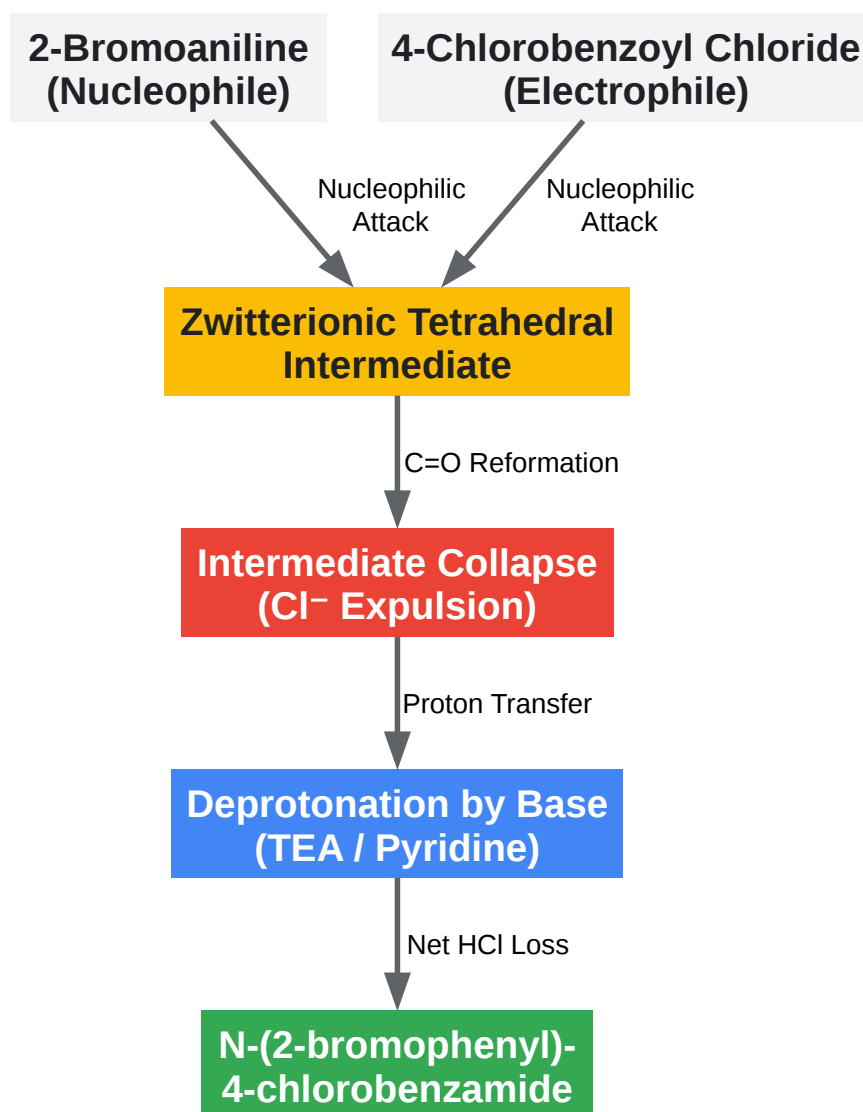 2-Bromoaniline
(Nucleophile)
4-Chlorobenzoyl Chloride
(Electrophile)
Nucleophilic
Attack
Nucleophilic
Attack
Zwitterionic Tetrahedral
Intermediate
C=O Reformation
Intermediate Collapse
(Cl⁻ Expulsion)
Proton Transfer
Deprotonation by Base
(TEA / Pyridine)
Net HCl Loss
N-(2-bromophenyl)-
4-chlorobenzamide